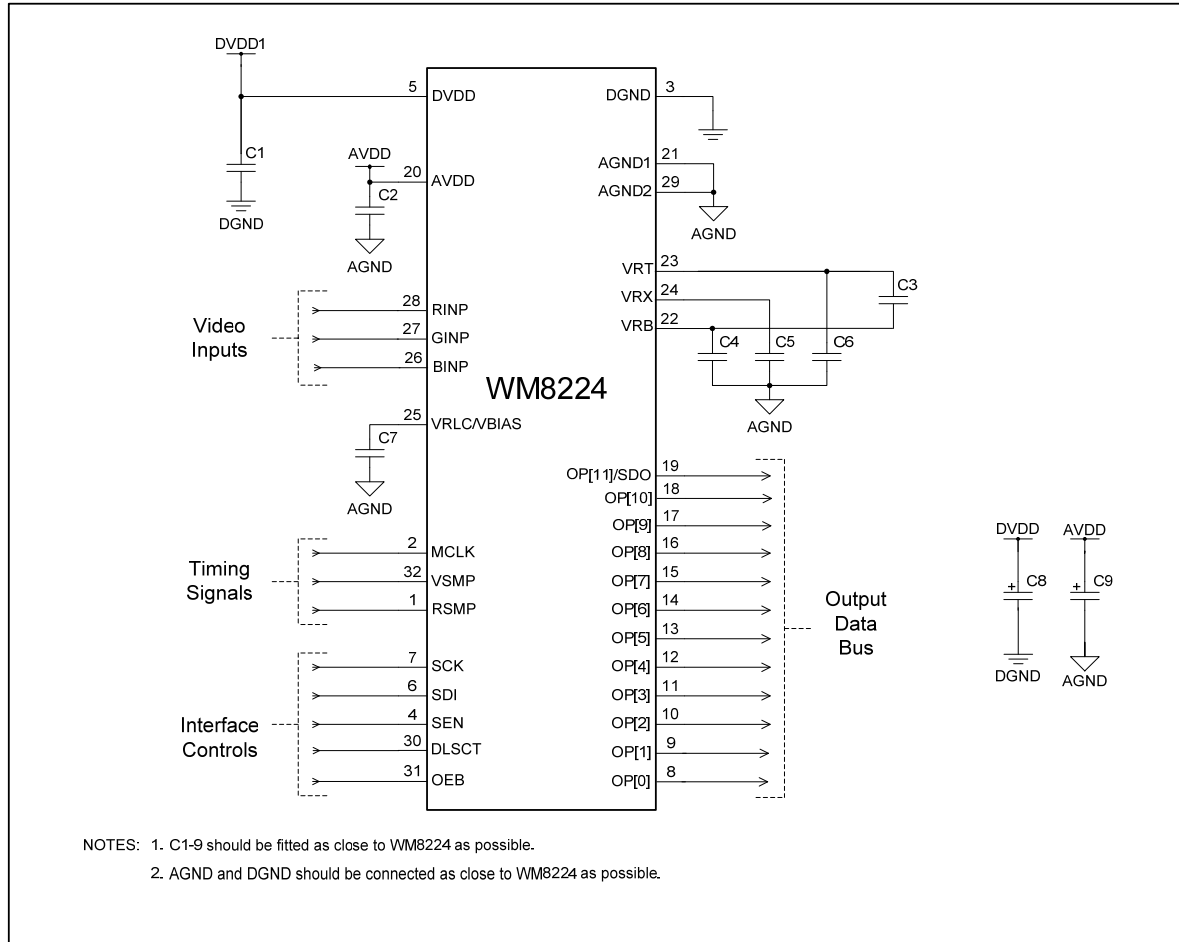 DVDD1
5 DVDD
DGND 3
C1
DGND
AVDD
20 AVDD
C2
AGND
AGND1 21
AGND2 29
AGND
VRT 23
VRX 24
VRB 22
C3
C4 C5 C6
AGND
Video
Inputs
28 RINP
27 GINP
26 BINP
WM8224
25 VRLC/VBIAS
C7
AGND
Timing
Signals
2 MCLK
32 VSMP
1 RSMP
Interface
Controls
7 SCK
6 SDI
4 SEN
30 DLSCT
31 OEB
OP[11]/SDO 19
OP[10] 18
OP[9] 17
OP[8] 16
OP[7] 15
OP[6] 14
OP[5] 13
OP[4] 12
OP[3] 11
OP[2] 10
OP[1] 9
OP[0] 8
Output
Data
Bus
DVDD AVDD
+ C8 + C9
DGND AGND
NOTES: 1. C1-9 should be fitted as close to WM8224 as possible.
2. AGND and DGND should be connected as close to WM8224 as possible.